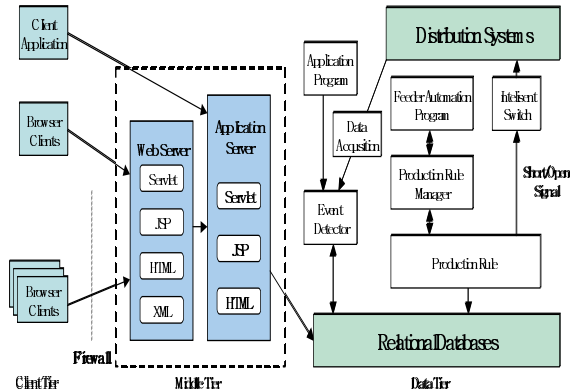 Client
Application
Browser
Clients
Browser
Clients
Firewall
Client Tier
Web Server
Servlet
JSP
HTML
XML
Application
Server
Servlet
JSP
HTML
Middle Tier
Application
Program
Data
Acqusition
Event
Detector
Distribution Systems
Feeder Automation
Program
Intelisent
Switch
Production Rule
Manager
Short/Open
Signal
Production Rule
Relational Databases
Data Tier